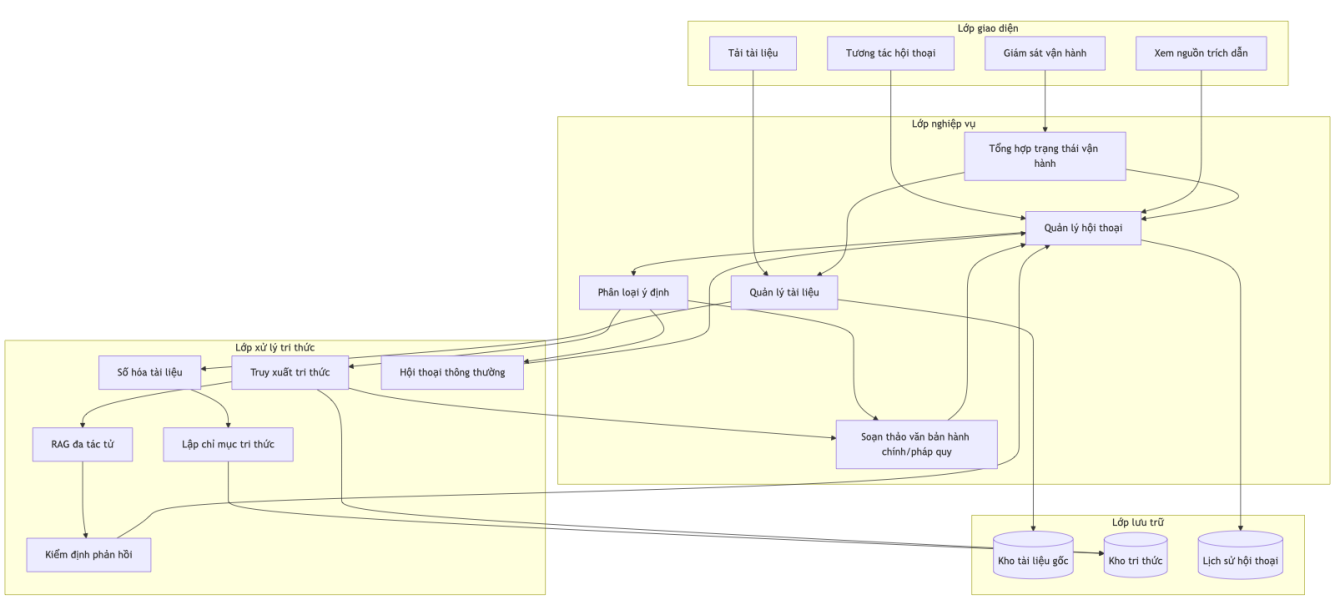 Lớp giao diện
Tải tài liệu
Tương tác hội thoại
Giám sát vận hành
Xem nguồn trích dẫn
Lớp nghiệp vụ
Tổng hợp trạng thái vận
hành
Quản lý hội thoại
Phân loại ý định
Quản lý tài liệu
Soạn thảo văn bản hành
chính/pháp quy
Lớp xử lý tri thức
Số hóa tài liệu
Truy xuất tri thức
Hội thoại thông thường
RAG đa tác tử
Lập chỉ mục tri thức
Kiểm định phản hồi
Lớp lưu trữ
Kho tài liệu gốc
Kho tri thức
Lịch sử hội thoại